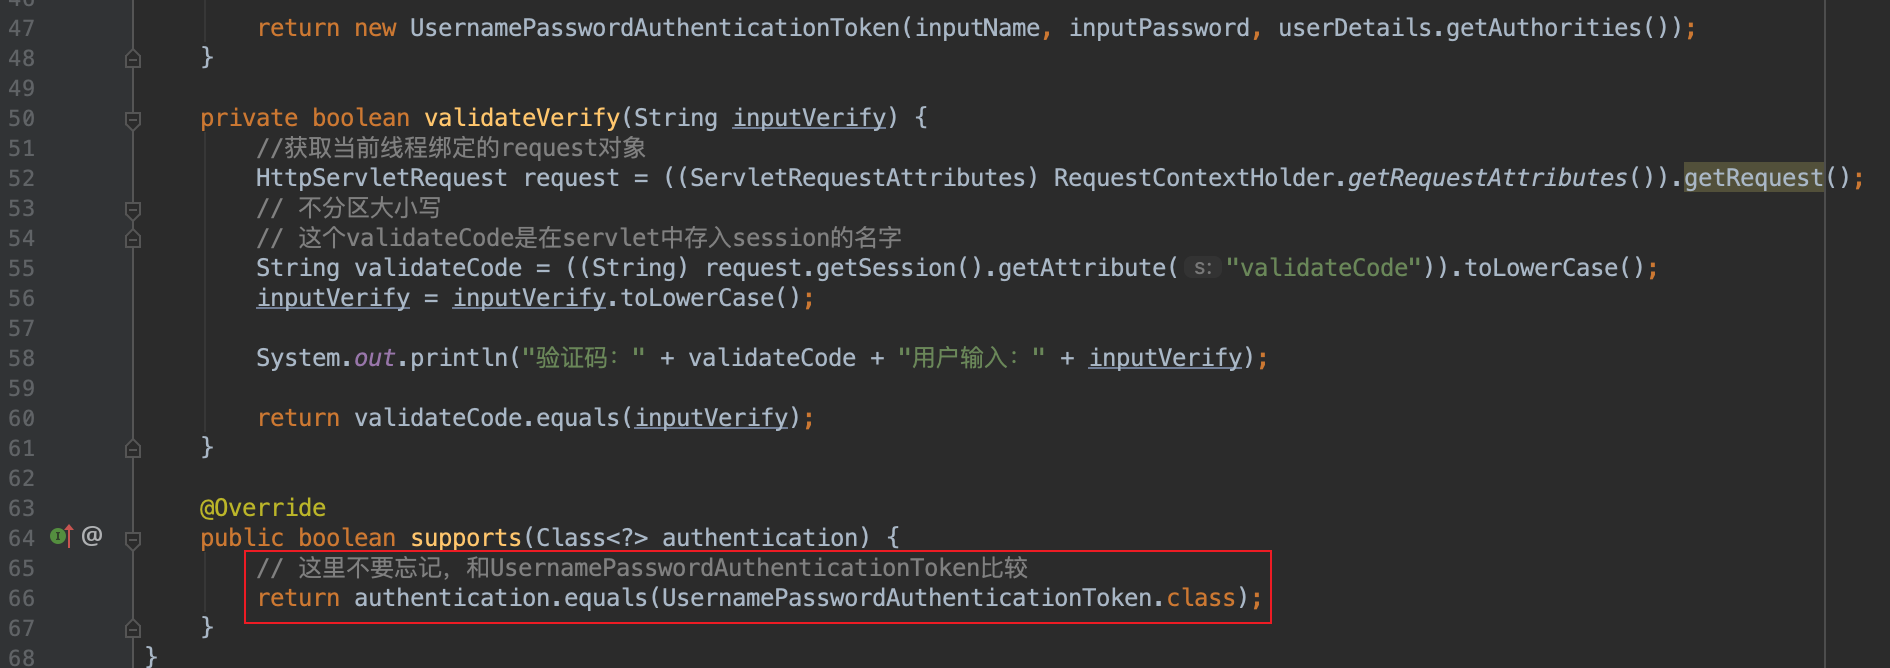 47 return new UsernamePasswordAuthenticationToken(inputName, inputPassword, userDetails.getAuthorities());
48 }
49
50 private boolean validateVerify(String inputVerify) {
51 //获取当前线程绑定的request对象
52 HttpServletRequest request = ((ServletRequestAttributes) RequestContextHolder.getRequestAttributes()).getRequest();
53 // 不分区大小写
54 // 这个validateCode是在servlet中存入session的名字
55 String validateCode = ((String) request.getSession().getAttribute( s: "validateCode")).toLowerCase();
56 inputVerify = inputVerify.toLowerCase();
57
58 System.out.println("验证码：" + validateCode + "用户输入：" + inputVerify);
59
60 return validateCode.equals(inputVerify);
61 }
62
63 @Override
64 @ public boolean supports(Class<?> authentication) {
65 // 这里不要忘记，和UsernamePasswordAuthenticationToken比较
66 return authentication.equals(UsernamePasswordAuthenticationToken.class);
67 }
68 }